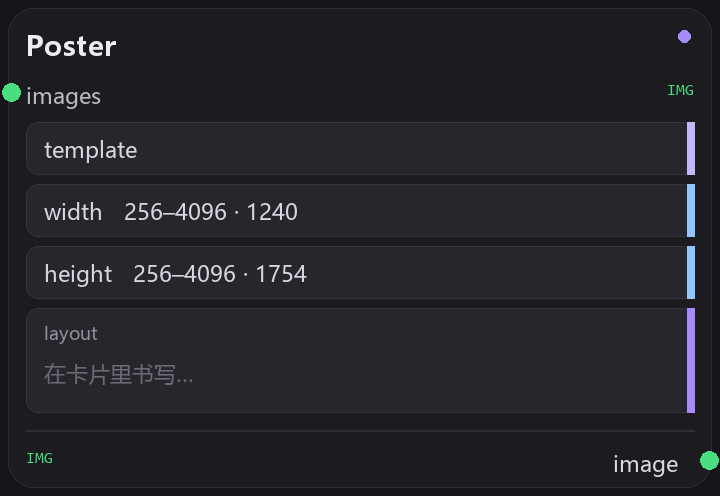 Poster
images IMG
template
width 256–4096 · 1240
height 256–4096 · 1754
layout
在卡片里书写…
IMG image